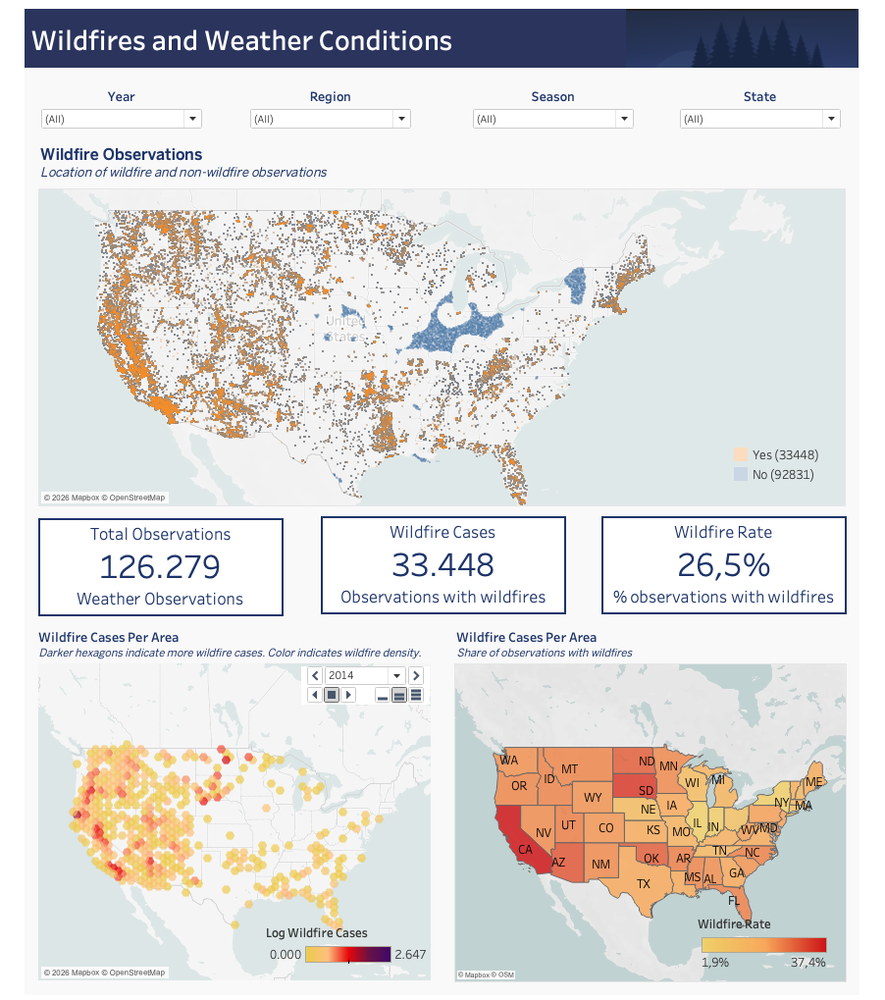 Wildfires and Weather Conditions
Year
Region
Season
State
(All)
(All)
(All)
(All)
Wildfire Observations
Location of wildfire and non-wildfire observations
United
States
Yes (33448)
No (92831)
© 2026 Mapbox © OpenStreetMap
Total Observations
126.279
Weather Observations
Wildfire Cases
33.448
Observations with wildfires
Wildfire Rate
26,5%
% observations with wildfires
Wildfire Cases Per Area
Darker hexagons indicate more wildfire cases. Color indicates wildfire density.
2014
Log Wildfire Cases
0.000
2.647
© 2026 Mapbox © OpenStreetMap
Wildfire Cases Per Area
Share of observations with wildfires
WA
MT
ND
MN
ID
OR
WY
SD
WI
MI
ME
NE
IA
NY
MA
NV
UT
CO
KS
MO
IL
IN
WV
MD
CA
AZ
NM
OK
AR
TN
NC
TX
MS
AL
GA
FL
Wildfire Rate
1,9%
37,4%
© Mapbox © OSM